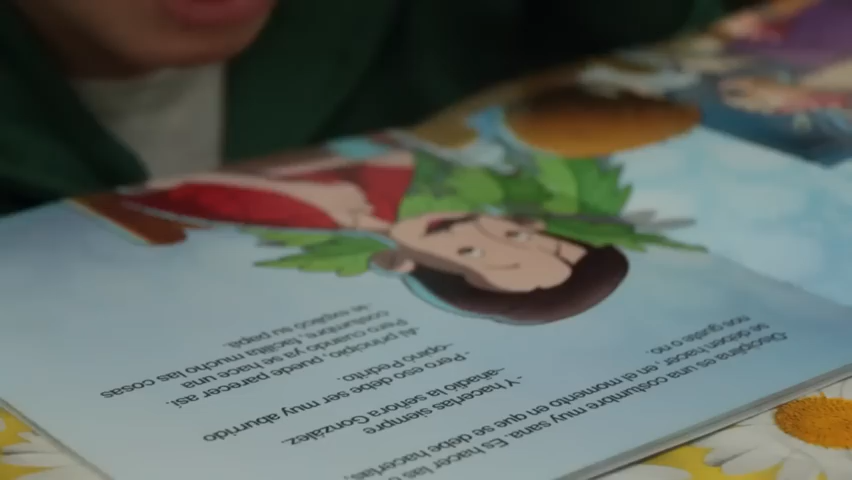 Disciplina es una costumbre muy sana. Es hacer las
se deben hacer, en el momento en que se debe hacerlas,
nos guste o no.
-Y hacerlas siempre
-añadió la señora González.
-Pero eso debe ser muy aburrido
-opinó Pedrito.
-Al principio, puede parecer así.
Pero cuando ya se hace una
costumbre, facilita mucho las cosas
-le explicó su papá.